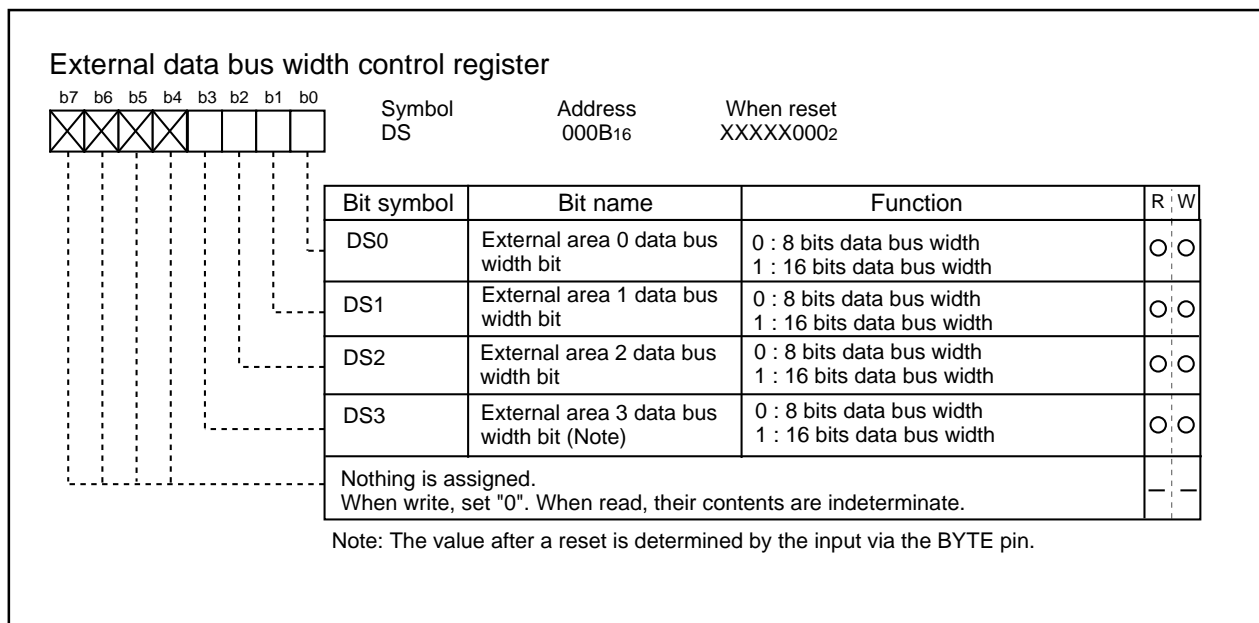 External data bus width control register
b7 b6 b5 b4 b3 b2 b1 b0
Symbol Address When reset
DS 000B16 XXXXX0002
Bit symbol Bit name Function R W
DS0 External area 0 data bus width bit 0 : 8 bits data bus width
1 : 16 bits data bus width
DS1 External area 1 data bus width bit 0 : 8 bits data bus width
1 : 16 bits data bus width
DS2 External area 2 data bus width bit 0 : 8 bits data bus width
1 : 16 bits data bus width
DS3 External area 3 data bus width bit (Note) 0 : 8 bits data bus width
1 : 16 bits data bus width
Nothing is assigned.
When write, set "0". When read, their contents are indeterminate.
Note: The value after a reset is determined by the input via the BYTE pin.